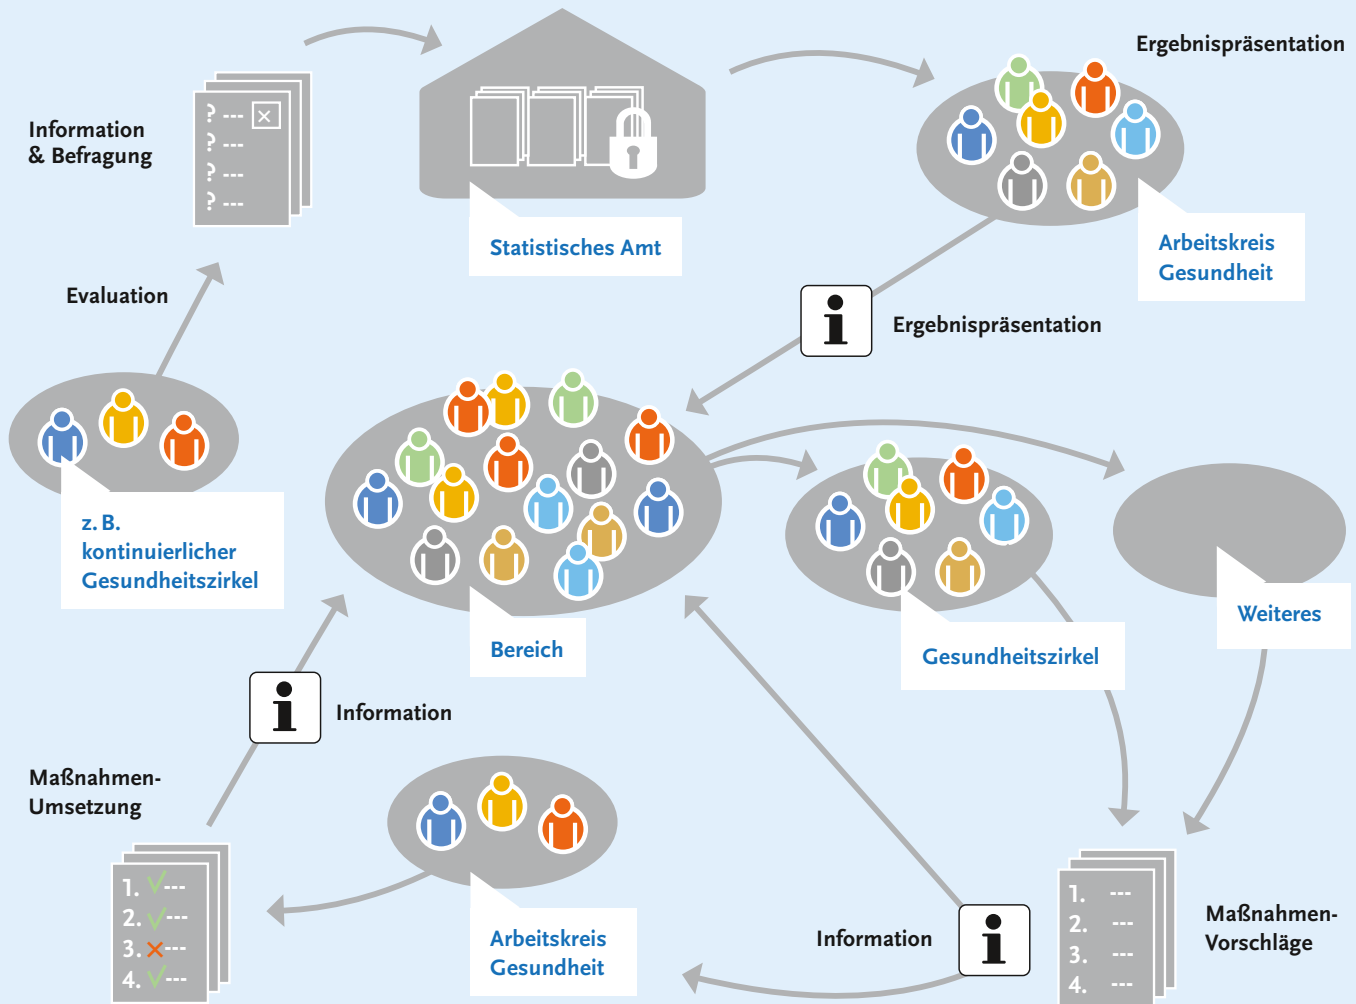 Ergebnispräsentation
Information
& Befragung
? --- ×
? ---
? ---
? ---
Statistisches Amt
Arbeitskreis
Gesundheit
Evaluation
i
Ergebnispräsentation
z. B.
kontinuierlicher
Gesundheitszirkel
Bereich
Gesundheitszirkel
Weiteres
i
Information
Maßnahmen-
Umsetzung
1. ✓---
2. ✓---
3. ×---
4. ✓---
Arbeitskreis
Gesundheit
Information
i
1. ---
2. ---
3. ---
4. ---
Maßnahmen-
Vorschläge